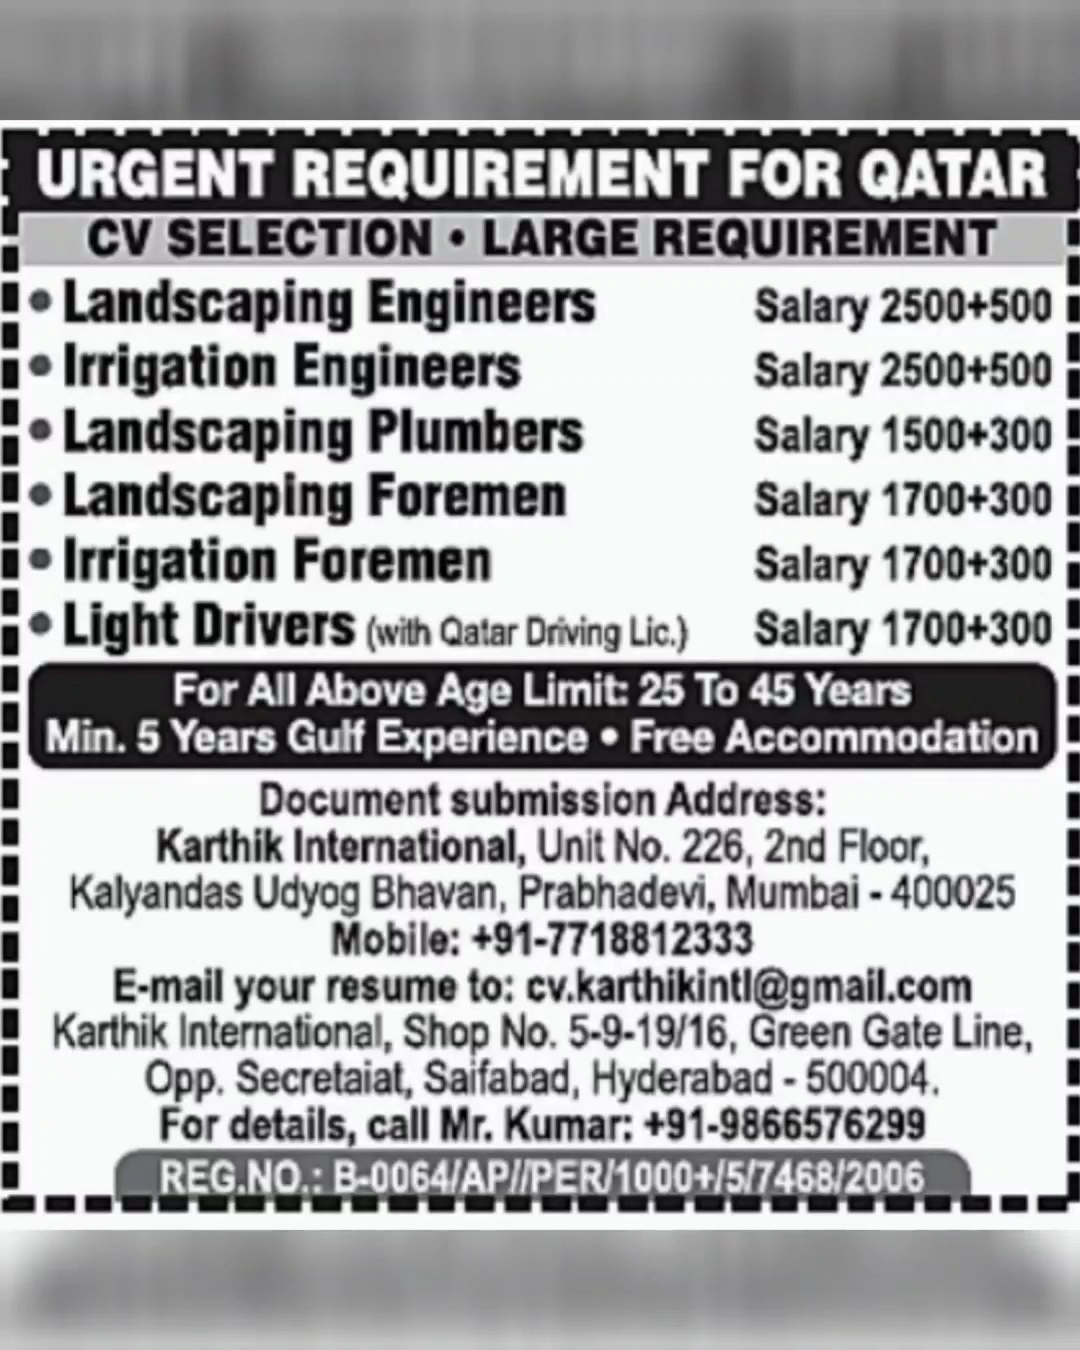 URGENT REQUIREMENT FOR QATAR
CV SELECTION • LARGE REQUIREMENT
• Landscaping Engineers Salary 2500+500
• Irrigation Engineers Salary 2500+500
• Landscaping Plumbers Salary 1500+300
• Landscaping Foremen Salary 1700+300
• Irrigation Foremen Salary 1700+300
• Light Drivers (with Qatar Driving Lic.) Salary 1700+300
For All Above Age Limit: 25 To 45 Years
Min. 5 Years Gulf Experience • Free Accommodation
Document submission Address:
Karthik International, Unit No. 226, 2nd Floor,
Kalyandas Udyog Bhavan, Prabhadevi, Mumbai - 400025
Mobile: +91-7718812333
E-mail your resume to: cv.karthikintl@gmail.com
Karthik International, Shop No. 5-9-19/16, Green Gate Line,
Opp. Secretaiat, Saifabad, Hyderabad - 500004.
For details, call Mr. Kumar: +91-9866576299
REG.NO.: B-0064/AP//PER/1000+/5/7468/2006